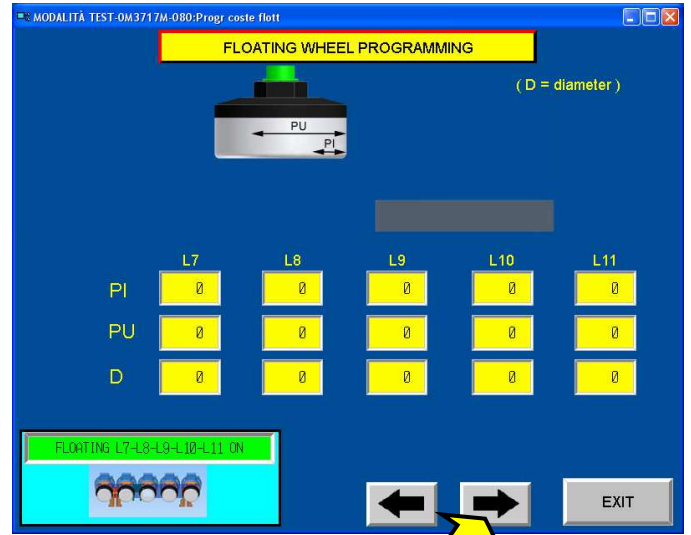 MODALITÀ TEST-0M3717M-080:Progr coste flott
FLOATING WHEEL PROGRAMMING
( D = diameter )
PU
PI
L7 L8 L9 L10 L11
PI 0 0 0 0 0
PU 0 0 0 0 0
D 0 0 0 0 0
FLOATING L7-L8-L9-L10-L11 ON
EXIT